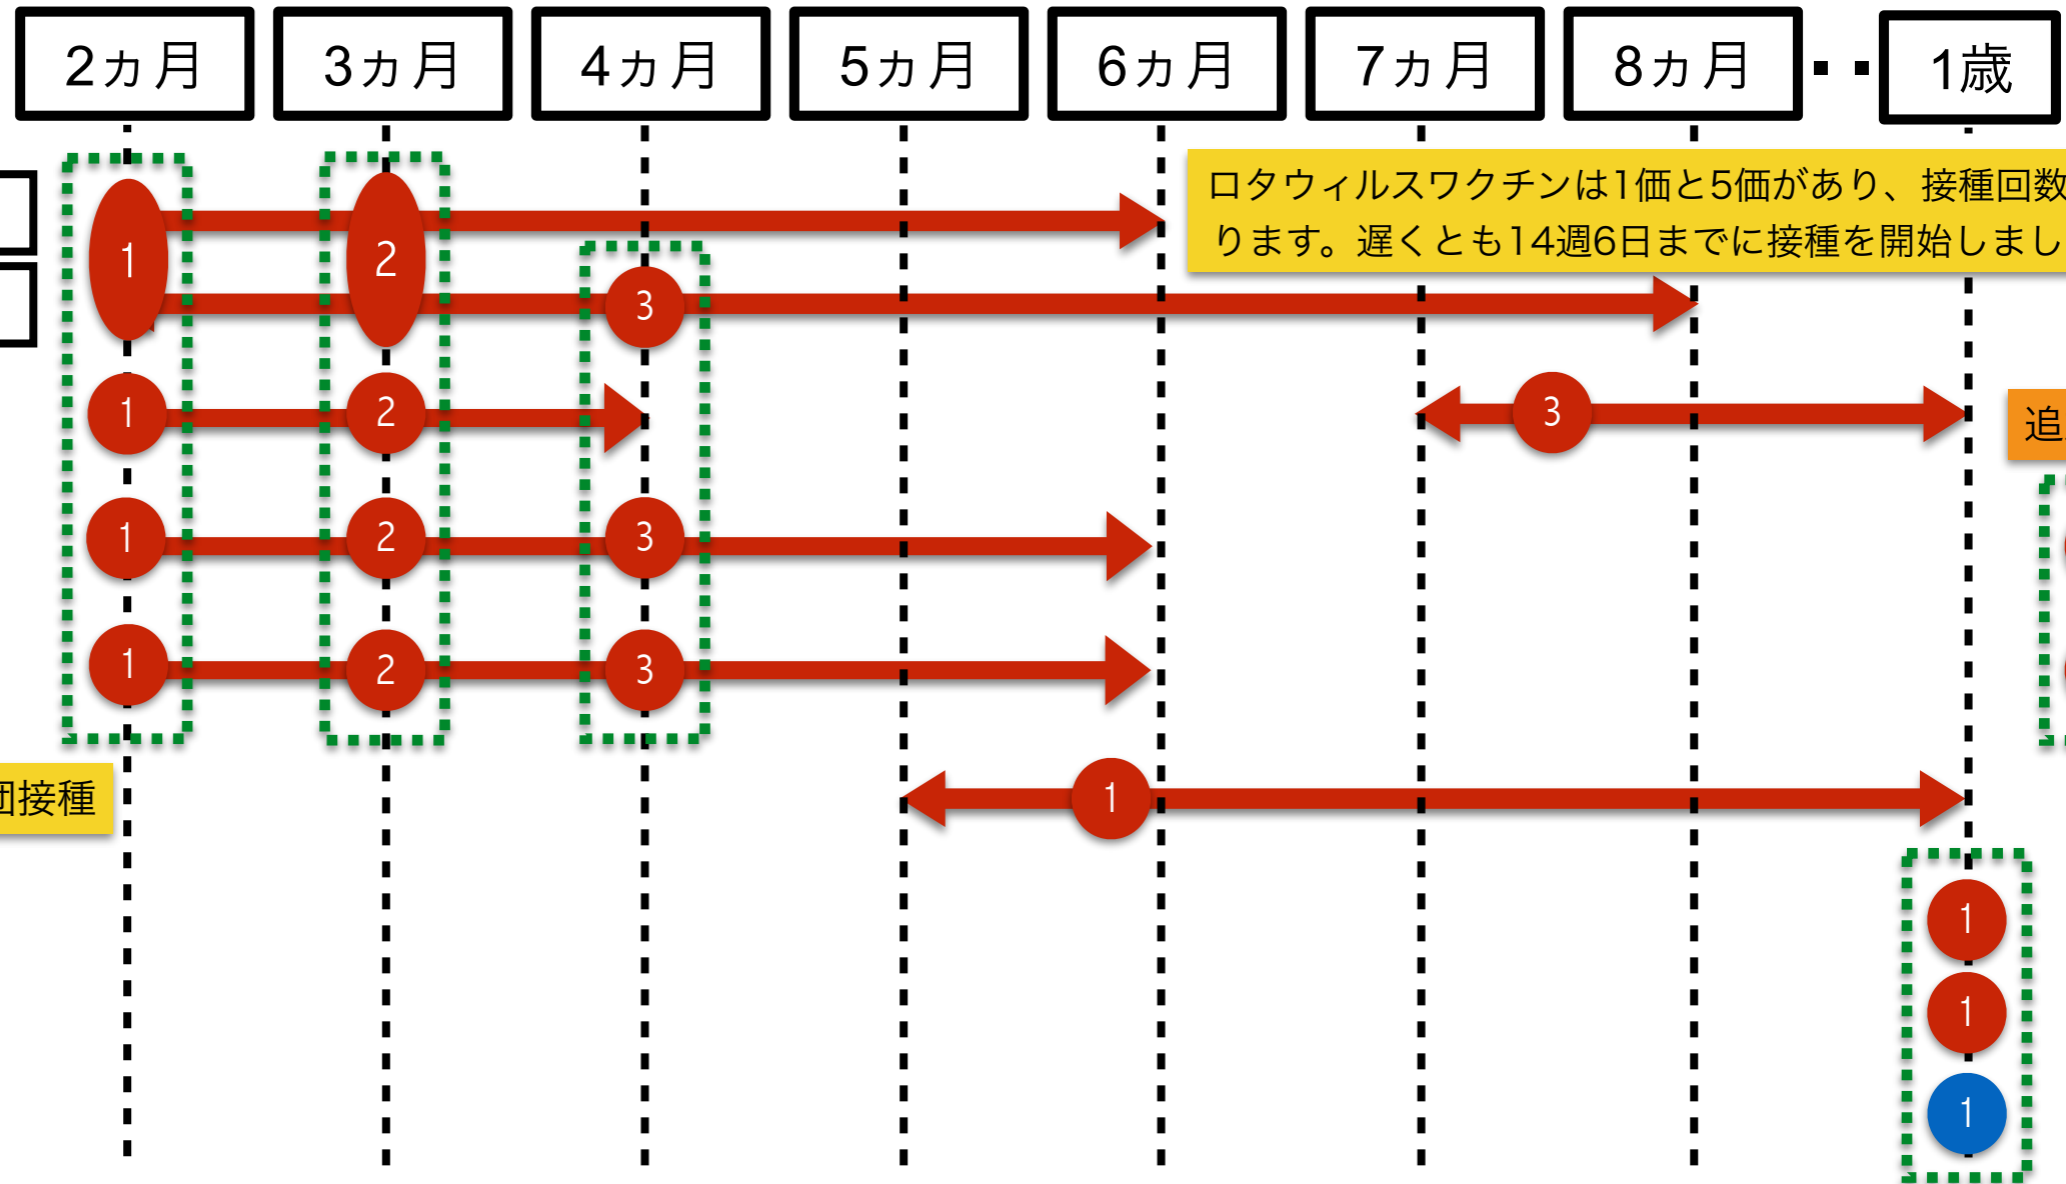 2ヵ月 3ヵ月 4ヵ月 5ヵ月 6ヵ月 7ヵ月 8ヵ月 ・・ 1歳
ロタウィルスワクチンは1価と5価があり、接種回数
ります。遅くとも14週6日までに接種を開始しまし
1 2
3
1 2 3
追
1 2 3
1 2 3
団接種
1
1
1
1